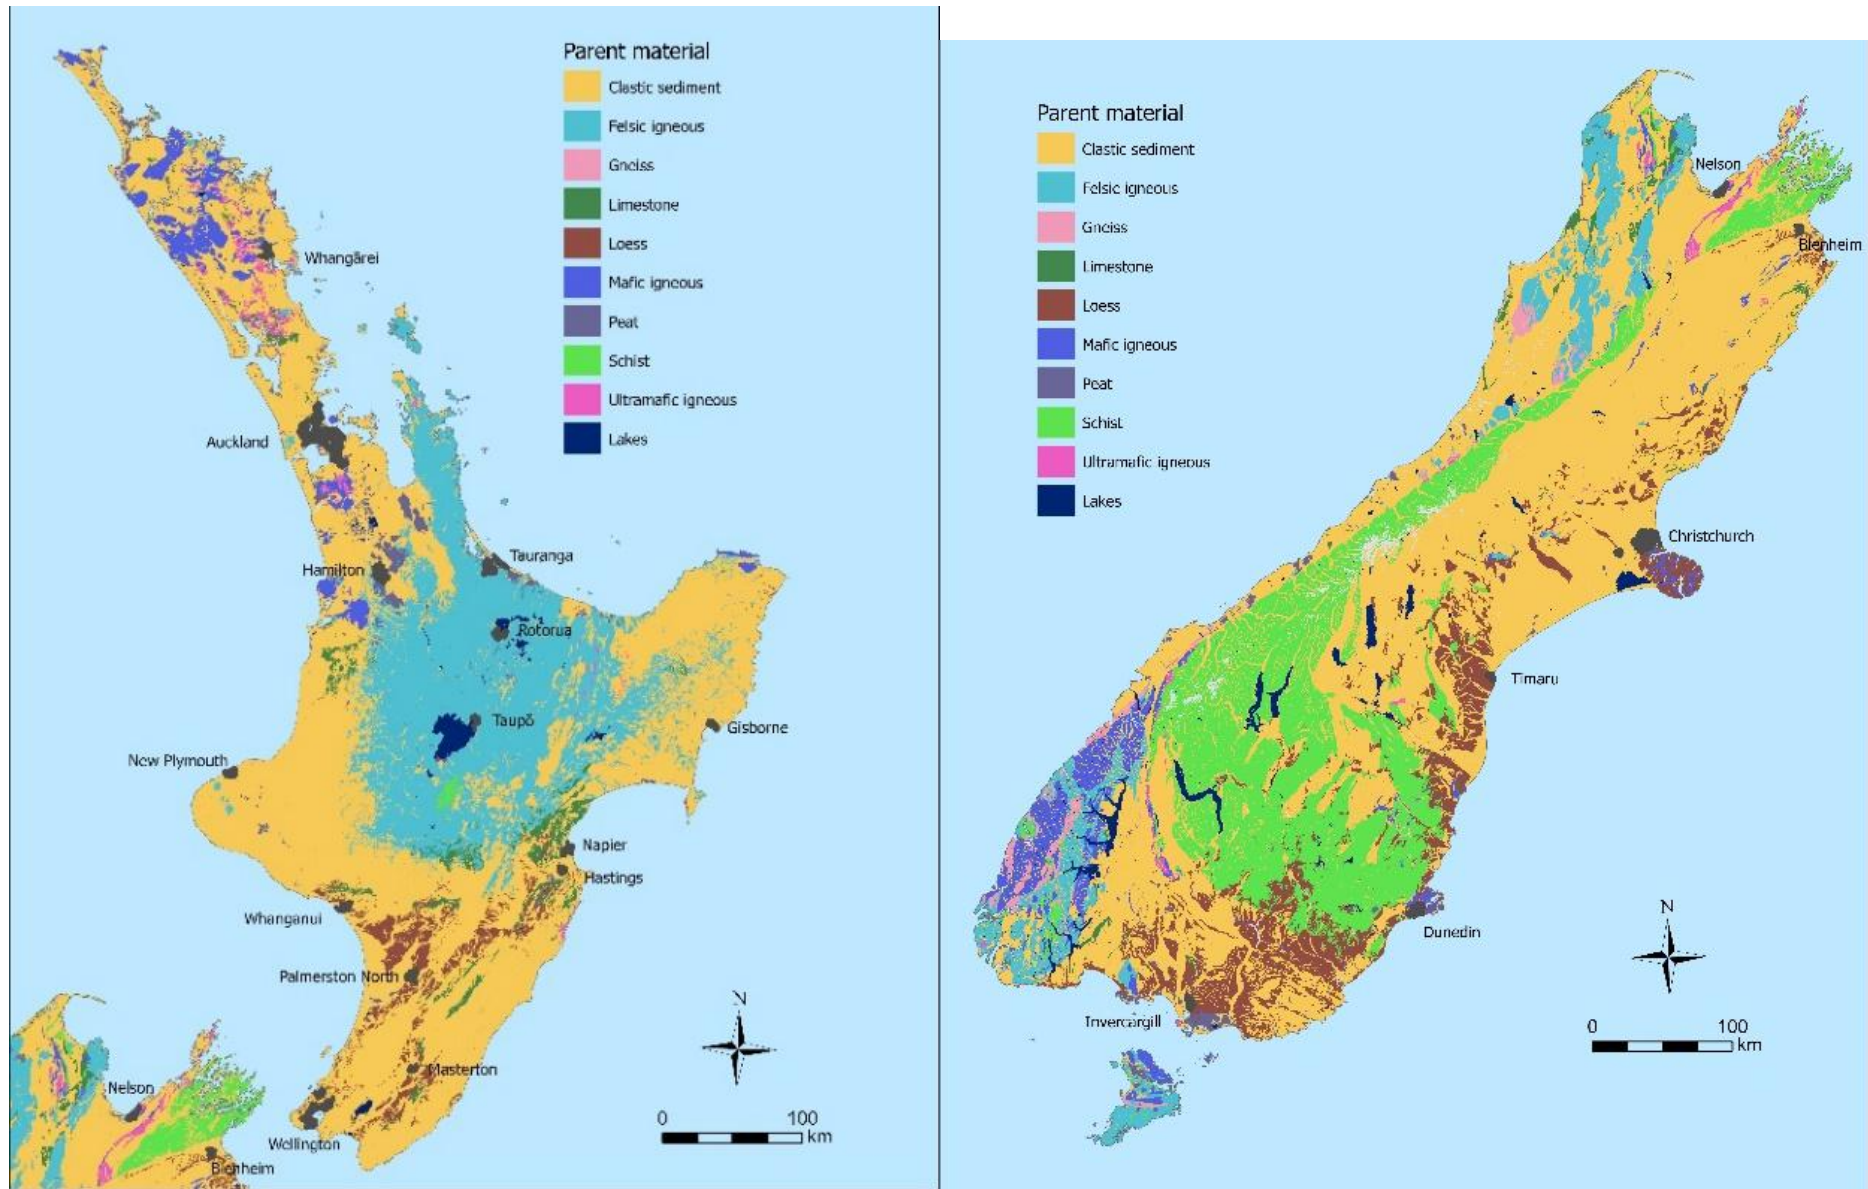 Parent material
Clastic sediment
Felsic igneous
Gneiss
Limestone
Loess
Mafic igneous
Peat
Schist
Ultramafic igneous
Lakes
Whangārei
Auckland
Tauranga
Hamilton
Rotorua
Taupō
Gisborne
New Plymouth
Napier
Hastings
Whanganui
Palmerston North
N
Masterton
Nelson
0 100
km
Wellington
Blenheim
Parent material
Clastic sediment
Felsic igneous
Gneiss
Limestone
Loess
Mafic igneous
Peat
Schist
Ultramafic igneous
Lakes
Nelson
Blenheim
Christchurch
Timaru
N
Dunedin
Invercargill
0 100
km